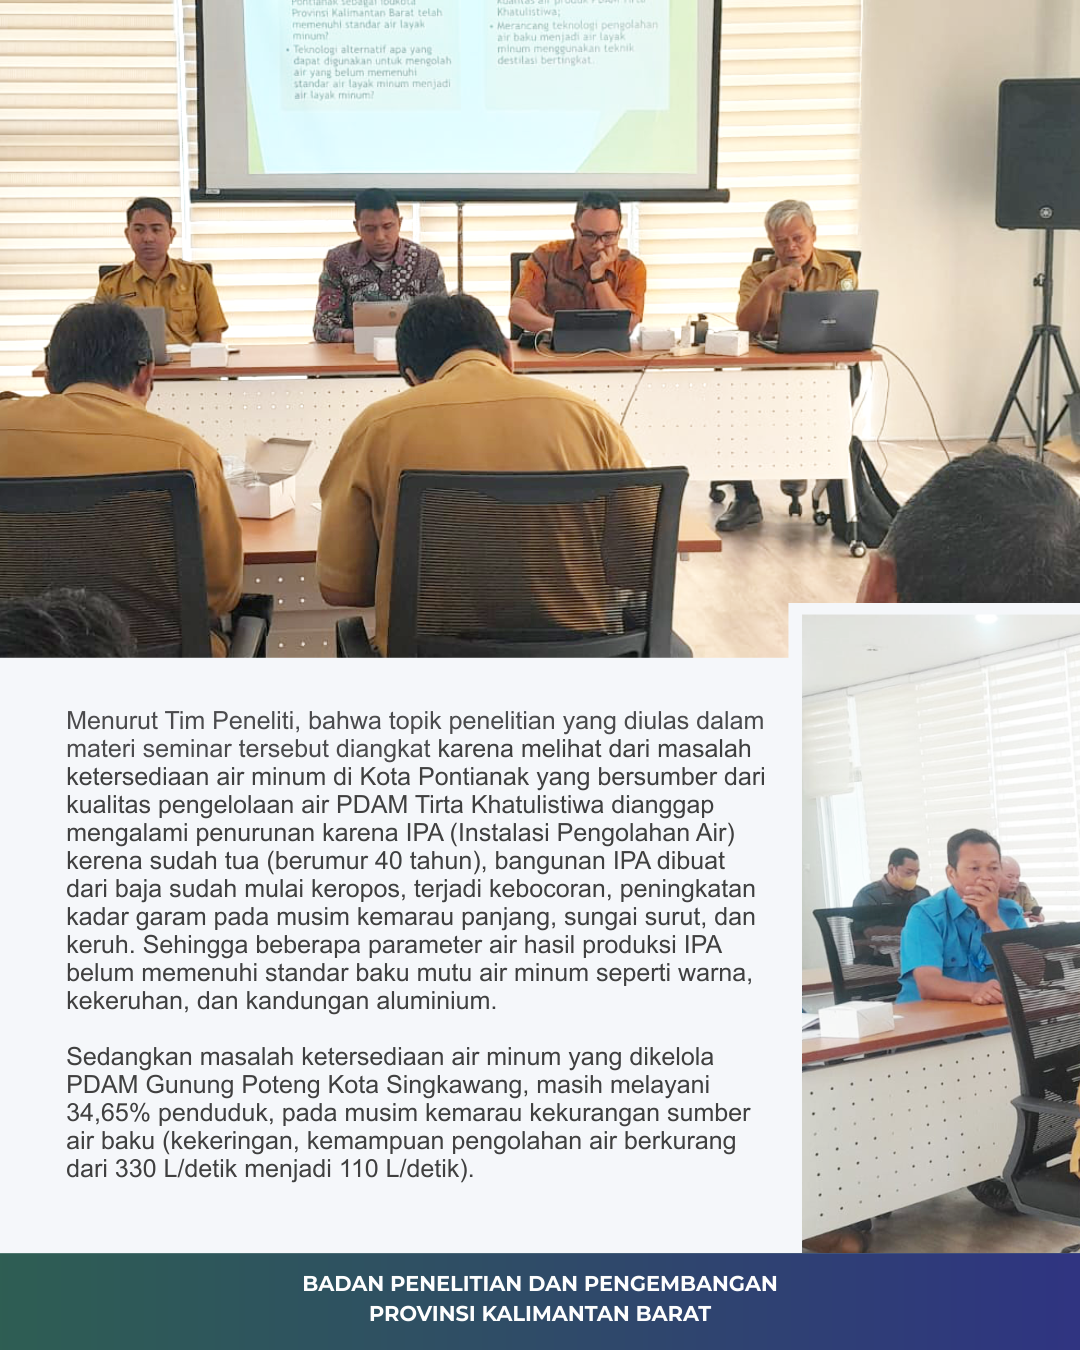 Pontianak sebagai ibukota
Provinsi Kalimantan Barat telah
memenuhi standar air layak
minum?
• Teknologi alternatif apa yang
dapat digunakan untuk mengolah
air yang belum memenuhi
standar air layak minum menjadi
air layak minum?
kualitas air produk PDAM Tirta
Khatulistiwa;
• Merancang teknologi pengolahan
air baku menjadi air layak
minum menggunakan teknik
destilasi bertingkat.
Menurut Tim Peneliti, bahwa topik penelitian yang diulas dalam
materi seminar tersebut diangkat karena melihat dari masalah
ketersediaan air minum di Kota Pontianak yang bersumber dari
kualitas pengelolaan air PDAM Tirta Khatulistiwa dianggap
mengalami penurunan karena IPA (Instalasi Pengolahan Air)
kerena sudah tua (berumur 40 tahun), bangunan IPA dibuat
dari baja sudah mulai keropos, terjadi kebocoran, peningkatan
kadar garam pada musim kemarau panjang, sungai surut, dan
keruh. Sehingga beberapa parameter air hasil produksi IPA
belum memenuhi standar baku mutu air minum seperti warna,
kekeruhan, dan kandungan aluminium.
Sedangkan masalah ketersediaan air minum yang dikelola
PDAM Gunung Poteng Kota Singkawang, masih melayani
34,65% penduduk, pada musim kemarau kekurangan sumber
air baku (kekeringan, kemampuan pengolahan air berkurang
dari 330 L/detik menjadi 110 L/detik).
BADAN PENELITIAN DAN PENGEMBANGAN
PROVINSI KALIMANTAN BARAT